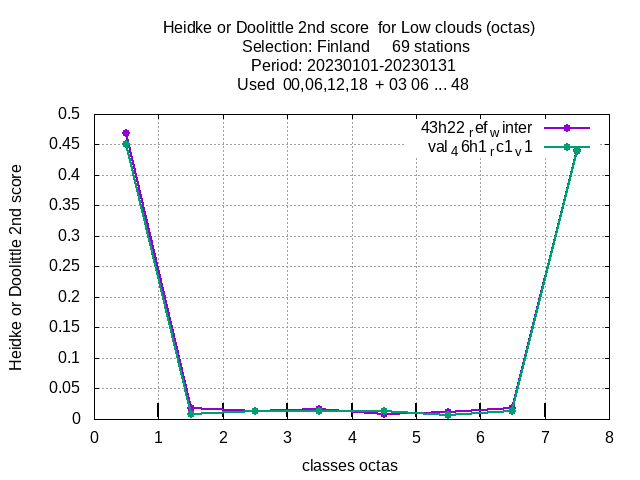 Heidke or Doolittle 2nd score  for Low clouds (octas)
Selection: Finland     69 stations
Period: 20230101-20230131
Used  00,06,12,18  + 03 06 ... 48
43h22_ref_winter
val_46h1_rc1_v1
Heidke or Doolittle 2nd score
0.5
0.45
0.4
0.35
0.3
0.25
0.2
0.15
0.1
0.05
0
0 1 2 3 4 5 6 7 8
classes octas